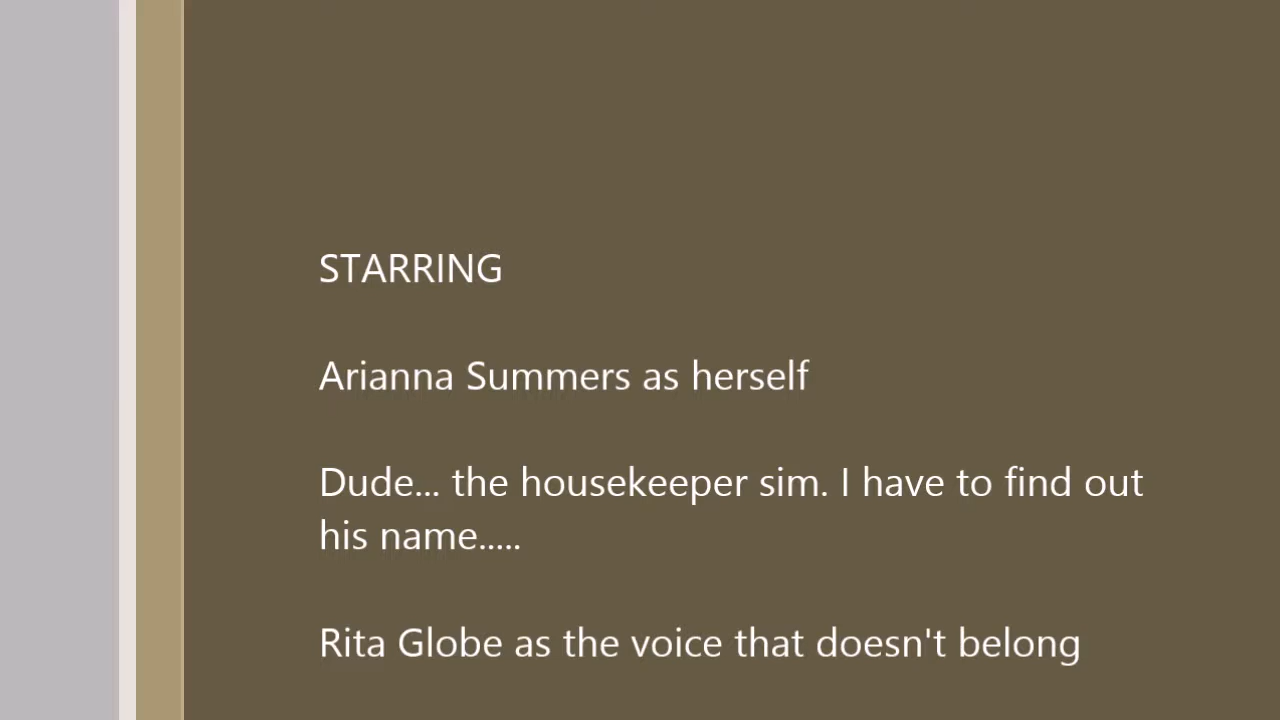 STARRING
Arianna Summers as herself
Dude... the housekeeper sim. I have to find out
his name.....
Rita Globe as the voice that doesn't belong